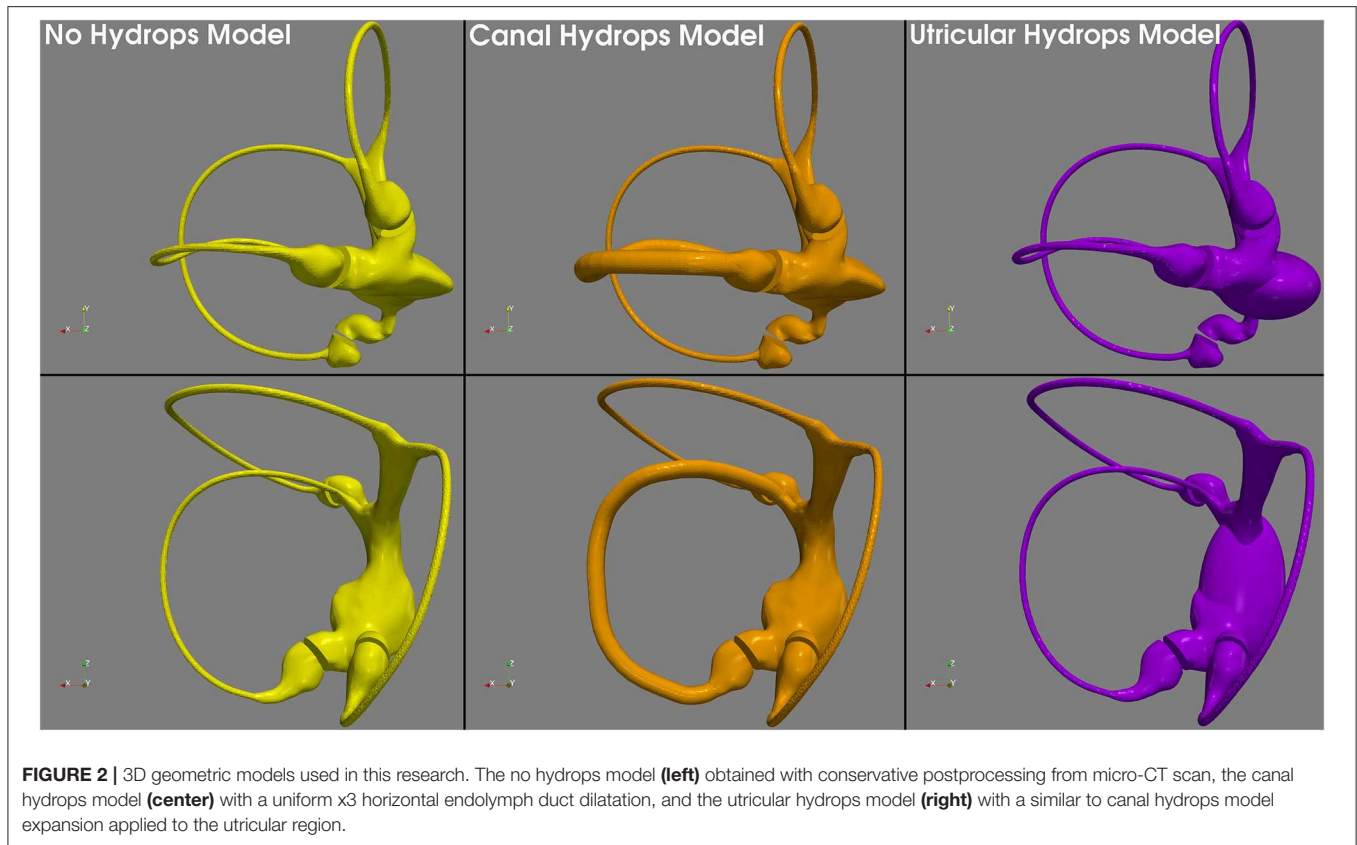 No Hydrops Model
Canal Hydrops Model
Utricular Hydrops Model
Y
X
Z
Y
X
Z
Y
X
Z
Z
X
Y
Z
X
Y
Z
X
Y
FIGURE 2 | 3D geometric models used in this research. The no hydrops model (left) obtained with conservative postprocessing from micro-CT scan, the canal
hydrops model (center) with a uniform x3 horizontal endolymph duct dilatation, and the utricular hydrops model (right) with a similar to canal hydrops model
expansion applied to the utricular region.